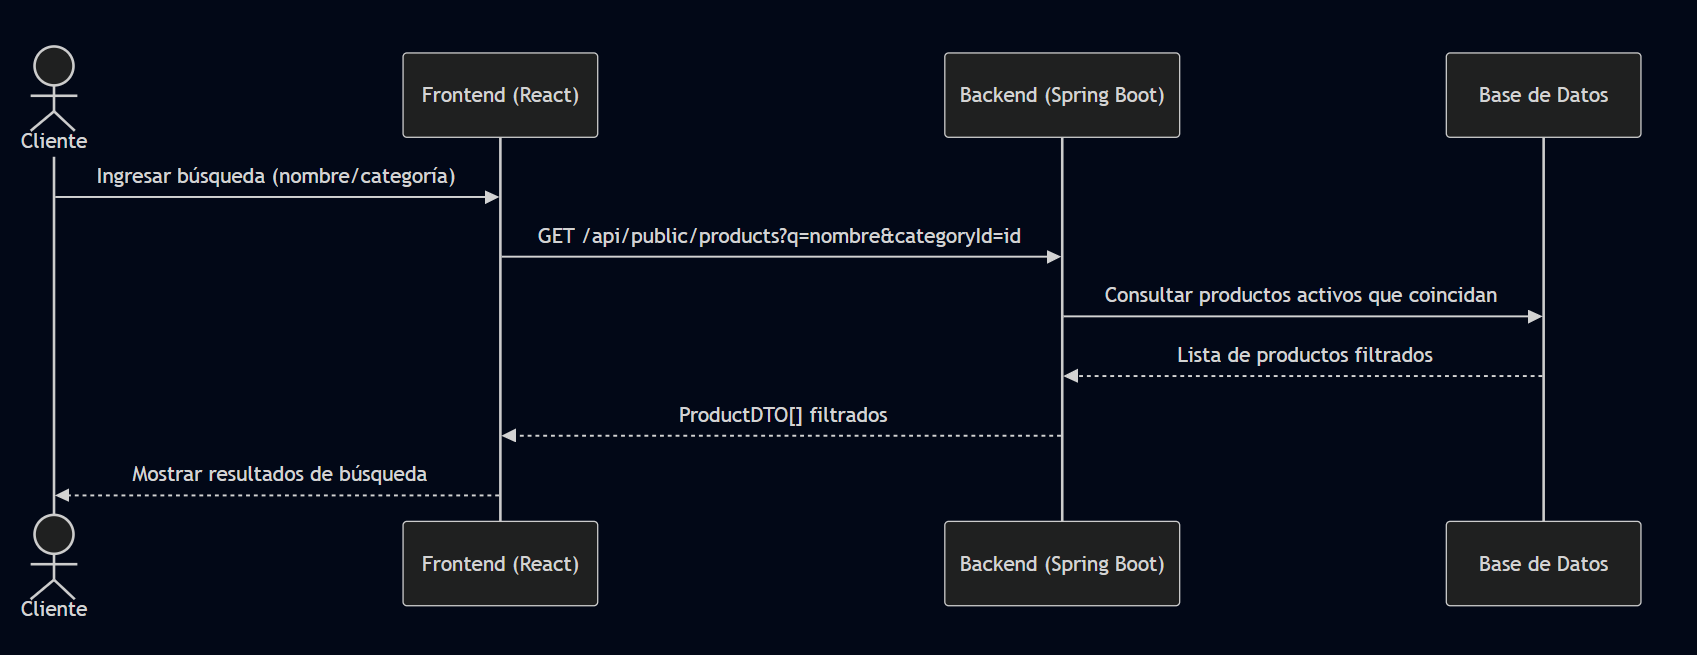 Cliente
Frontend (React)
Backend (Spring Boot)
Base de Datos
Ingresar búsqueda (nombre/categoría)
GET /api/public/products?q=nombre&categoryId=id
Consultar productos activos que coincidan
Lista de productos filtrados
ProductDTO[] filtrados
Mostrar resultados de búsqueda
Cliente
Frontend (React)
Backend (Spring Boot)
Base de Datos